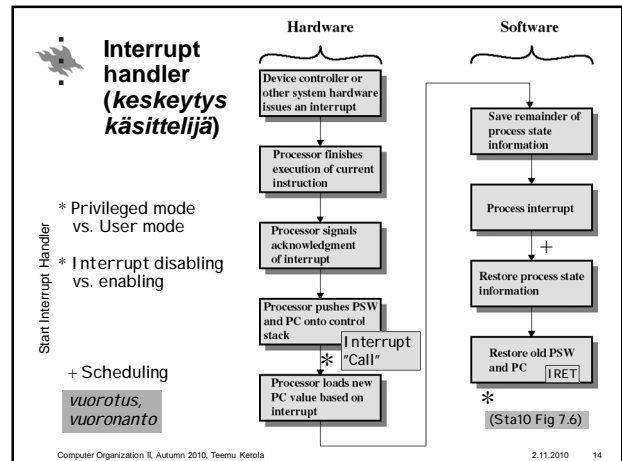 Interrupt
handler
(keskeytys
käsittelijä)
* Privileged mode
vs. User mode
* Interrupt disabling
vs. enabling
Start Interrupt Handler
+ Scheduling
vuorotus,
vuoronanto
Hardware
Device controller or
other system hardware
issues an interrupt
Processor finishes
execution of current
instruction
Processor signals
acknowledgment
of interrupt
Processor pushes PSW
and PC onto control
stack
*
Interrupt
"Call"
Processor loads new
PC value based on
interrupt
Software
Save remainder of
process state
information
Process interrupt
+
Restore process state
information
Restore old PSW
and PC
IRET
*
(Sta10 Fig 7.6)
Computer Organization II, Autumn 2010, Teemu Kerola
2.11.2010
14